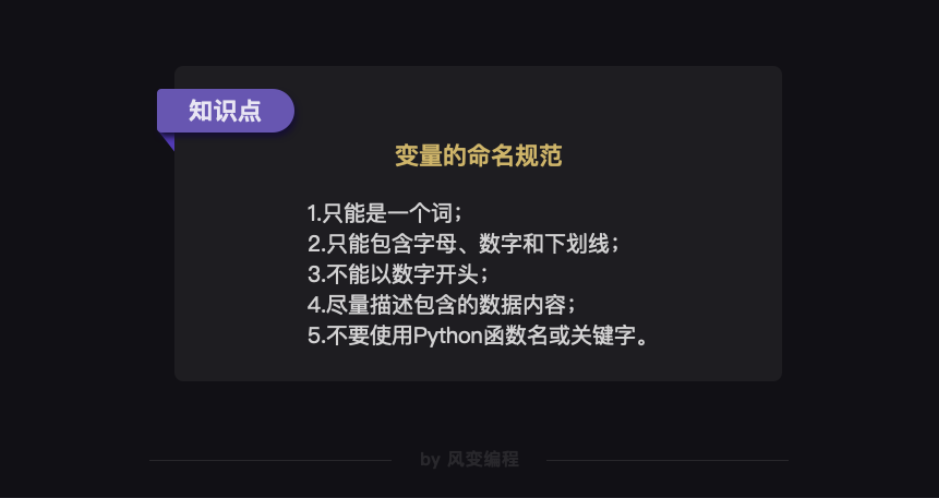 知识点
变量的命名规范
1.只能是一个词；
2.只能包含字母、数字和下划线；
3.不能以数字开头；
4.尽量描述包含的数据内容；
5.不要使用Python函数名或关键字。
by 风变编程